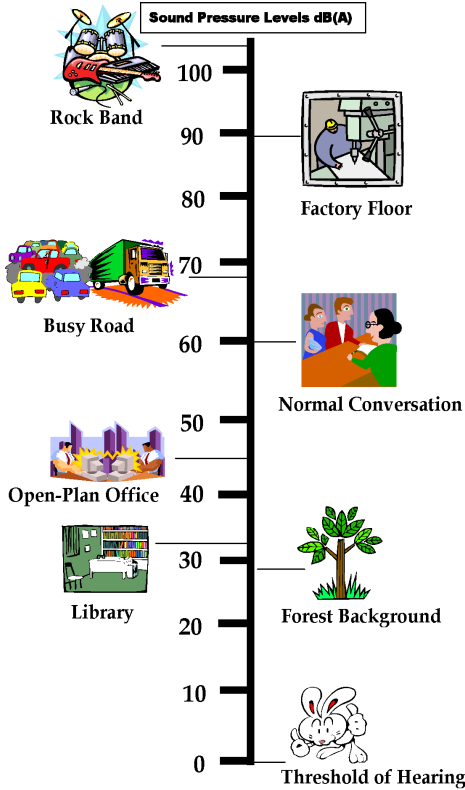 Sound Pressure Levels dB(A)
100
Rock Band
90
Factory Floor
80
70
Busy Road
60
Normal Conversation
50
Open-Plan Office
40
30
Library
Forest Background
20
10
0
Threshold of Hearing